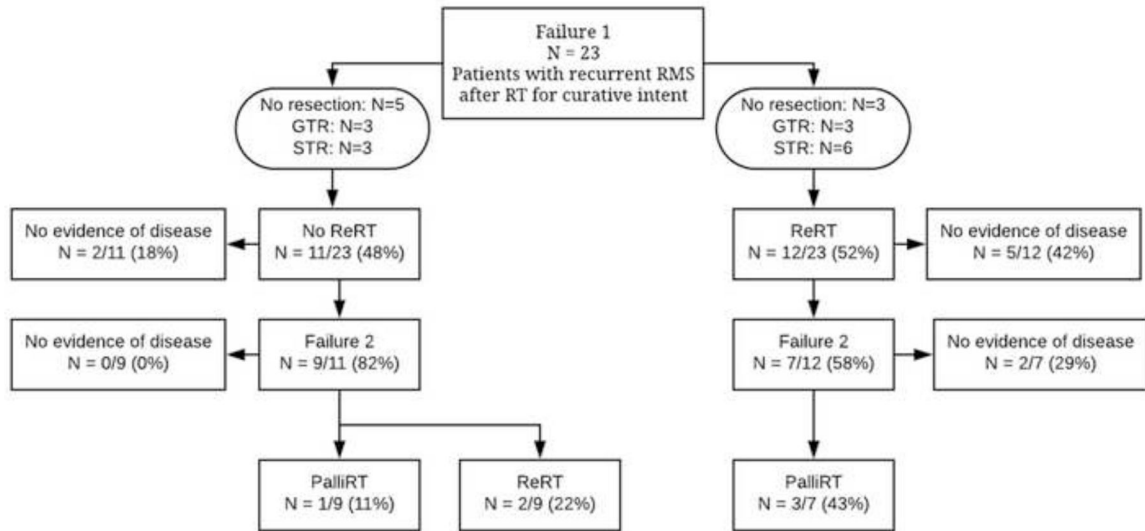 Failure 1
N = 23
Patients with recurrent RMS
after RT for curative intent
No resection: N=5
GTR: N=3
STR: N=3
No resection: N=3
GTR: N=3
STR: N=6
No evidence of disease
N = 2/11 (18%)
No ReRT
N = 11/23 (48%)
ReRT
N = 12/23 (52%)
No evidence of disease
N = 5/12 (42%)
No evidence of disease
N = 0/9 (0%)
Failure 2
N = 9/11 (82%)
Failure 2
N = 7/12 (58%)
No evidence of disease
N = 2/7 (29%)
PalliRT
N = 1/9 (11%)
ReRT
N = 2/9 (22%)
PalliRT
N = 3/7 (43%)